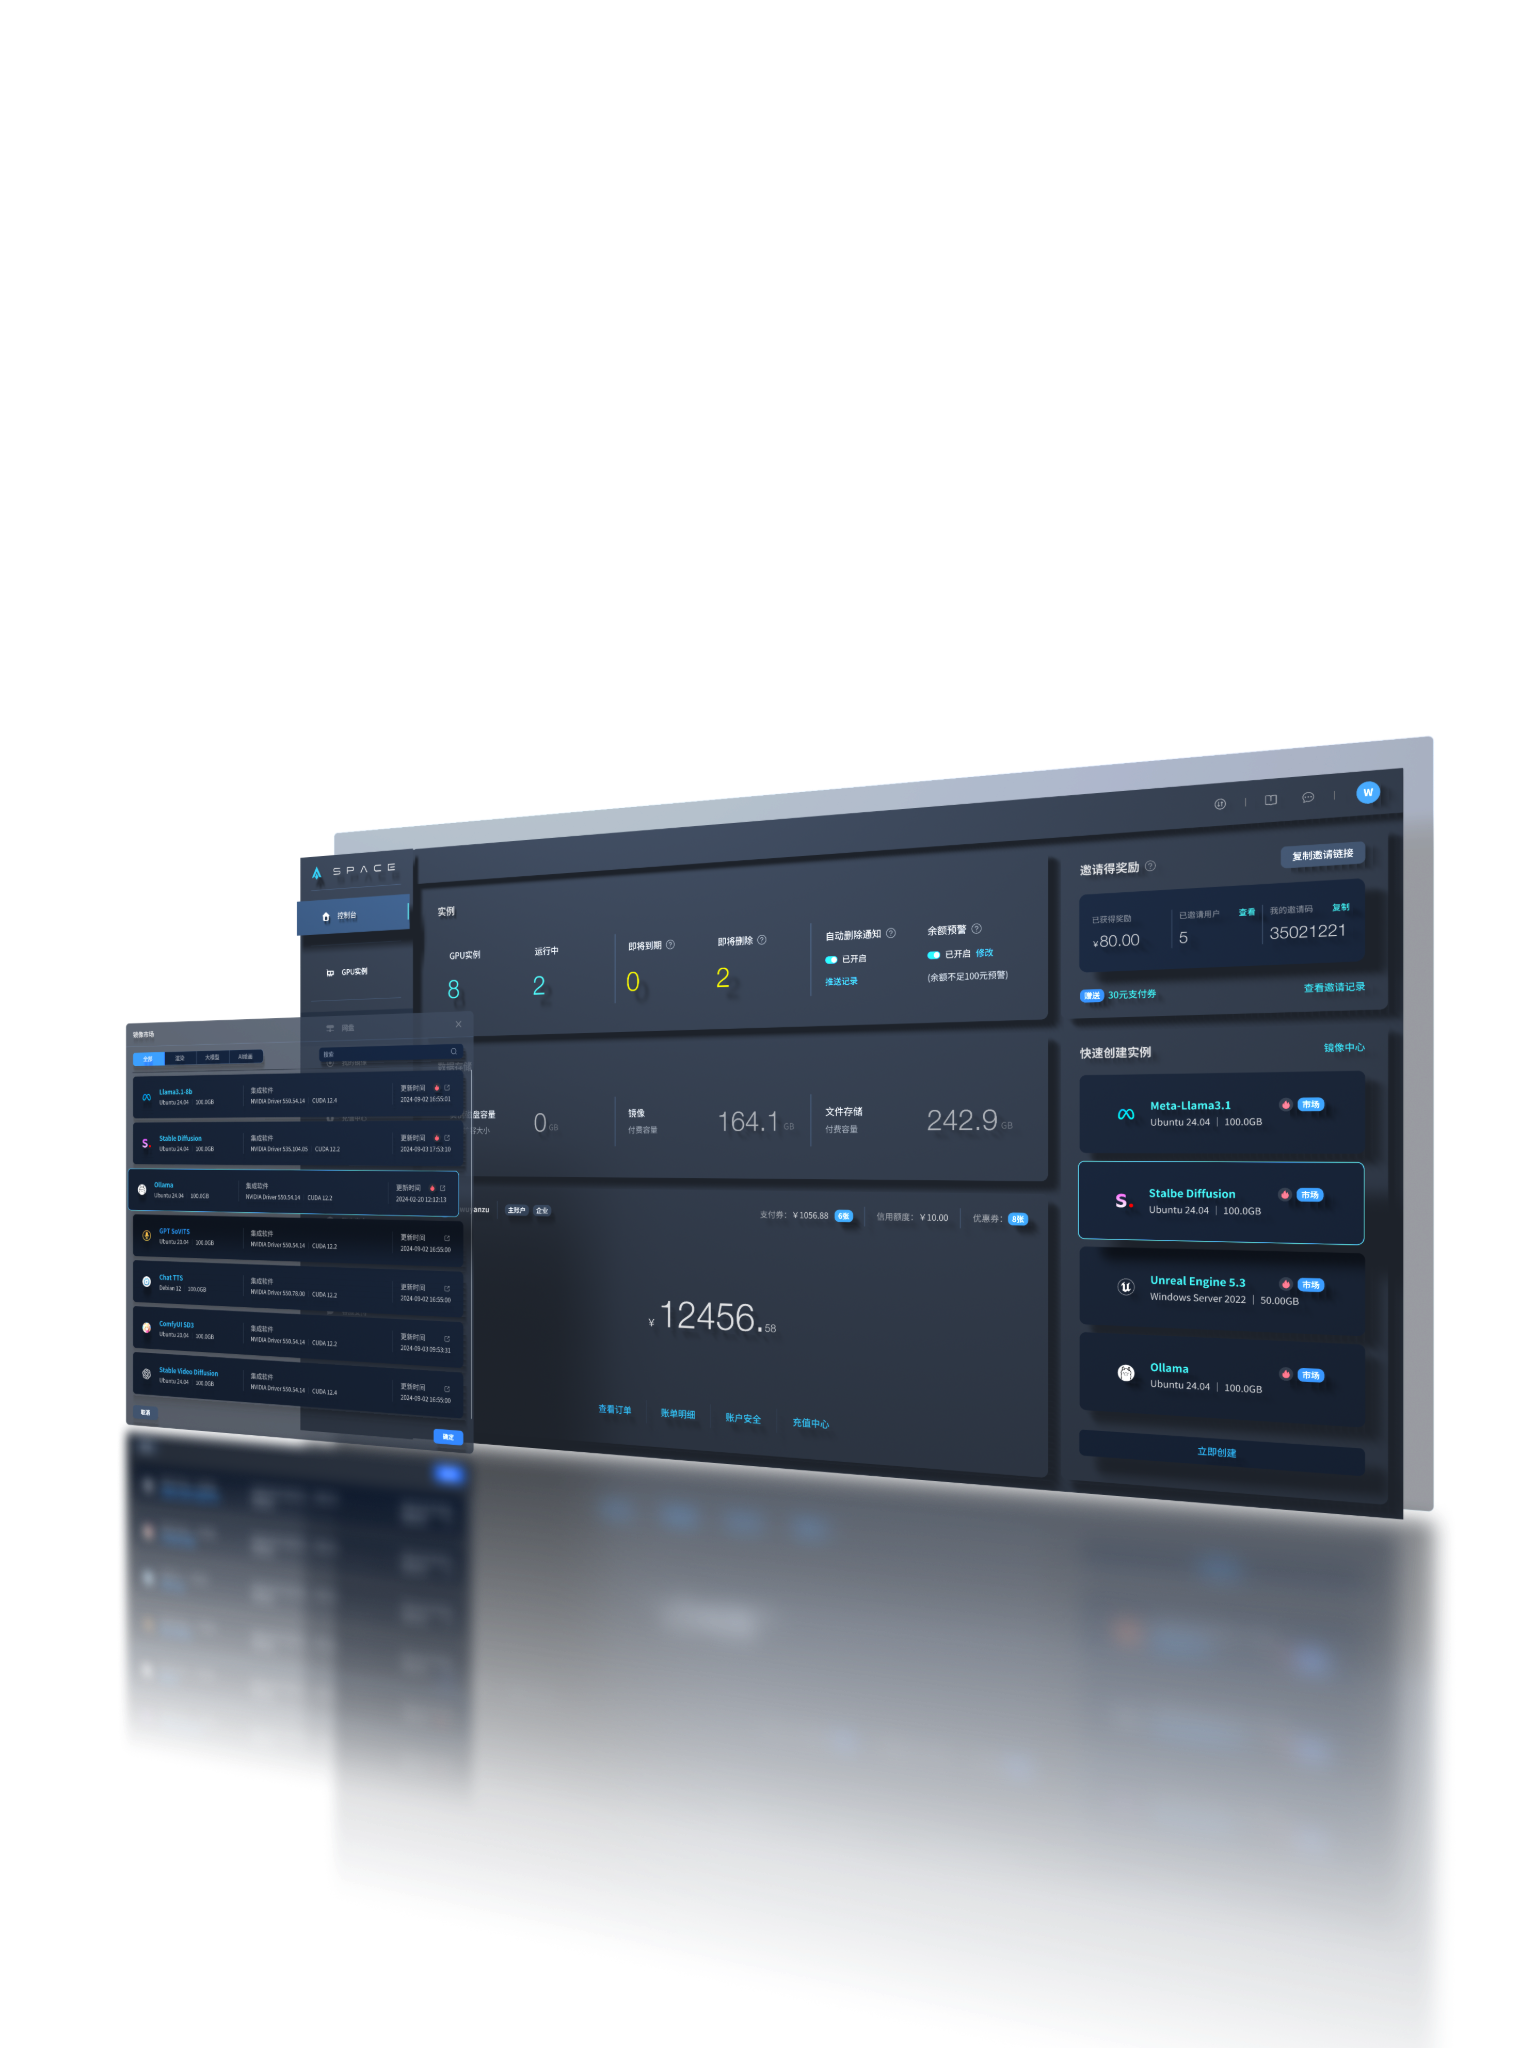 SPACE
控制台
GPU实例
网盘
实例
GPU实例
8
运行中
2
即将到期
0
即将删除
2
自动删除通知
已开启
推送记录
余额预警
已开启 修改
(余额不足100元预警)
盘容量
大小
0 GB
镜像
付费容量
164.1 GB
文件存储
付费容量
242.9 GB
anzu
主账户 企业
支付券: ¥1056.88 6张
信用额度: ¥10.00
优惠券: 8张
¥12456.58
查看订单
账单明细
账户安全
充值中心
W
邀请得奖励
复制邀请链接
已获得奖励
¥80.00
已邀请用户 查看
5
我的邀请码 复制
35021221
赠送 30元支付券
查看邀请记录
快速创建实例
镜像中心
Meta-Llama3.1
市场
Ubuntu 24.04 | 100.0GB
S.
Stalbe Diffusion
市场
Ubuntu 24.04 | 100.0GB
Unreal Engine 5.3
市场
Windows Server 2022 | 50.00GB
Ollama
市场
Ubuntu 24.04 | 100.0GB
立即创建
镜像市场
全部
渲染
大模型
AI绘画
搜索
Llama3.1-8b
Ubuntu 24.04 100.0GB
集成软件
NVIDIA Driver 550.54.14 CUDA 12.4
更新时间
2024-09-02 16:55:01
S.
Stable Diffusion
Ubuntu 24.04 100.0GB
集成软件
NVIDIA Driver 535.104.05 CUDA 12.2
更新时间
2024-09-03 17:53:10
Ollama
Ubuntu 24.04 100.0GB
集成软件
NVIDIA Driver 550.54.14 CUDA 12.2
更新时间
2024-02-20 12:12:13
GPT SoVITS
Ubuntu 20.04 100.0GB
集成软件
NVIDIA Driver 550.54.14 CUDA 12.2
更新时间
2024-09-02 16:55:00
Chat TTS
Debian 12 100.0GB
集成软件
NVIDIA Driver 550.78.00 CUDA 12.2
更新时间
2024-09-02 16:55:00
ComfyUI SD3
Ubuntu 20.04 100.0GB
集成软件
NVIDIA Driver 550.54.14 CUDA 12.2
更新时间
2024-09-03 09:53:31
Stable Video Diffusion
Ubuntu 24.04 100.0GB
集成软件
NVIDIA Driver 550.54.14 CUDA 12.4
更新时间
2024-09-02 16:55:00
取消
确定